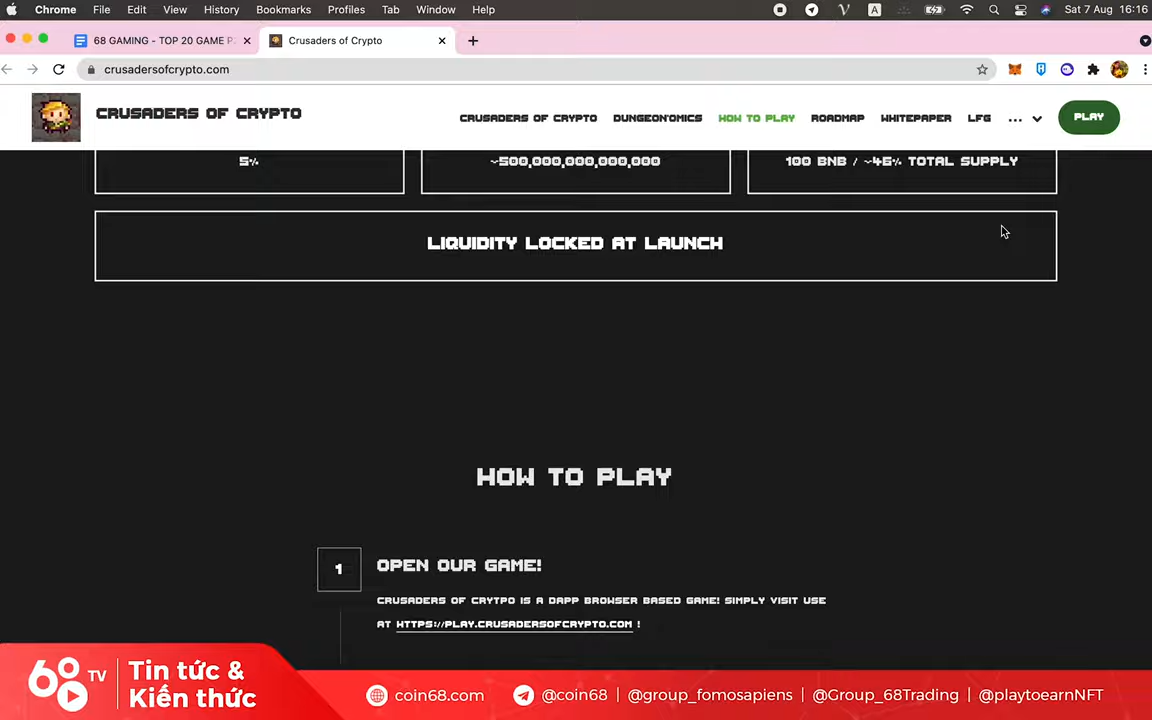 Chrome File Edit View History Bookmarks Profiles Tab Window Help
Sat 7 Aug 16:16
68 GAMING - TOP 20 GAME P
Crusaders of Crypto
crusadersofcrypto.com
CRUSADERS OF CRYPTO
CRUSADERS OF CRYPTO DUNGEON'OMICS HOW TO PLAY ROADMAP WHITEPAPER LFG ... PLAY
5% ~500,000,000,000,000 100 BNB / ~46% TOTAL SUPPLY
LIQUIDITY LOCKED AT LAUNCH
HOW TO PLAY
1 OPEN OUR GAME!
CRUSADERS OF CRYTPO IS A DAPP BROWSER BASED GAME! SIMPLY VISIT USE
AT HTTPS://PLAY.CRUSADERSOFCRYPTO.COM !
68 TV
Tin tức &
Kiến thức
coin68.com @coin68 | @group_fomosapiens | @Group_68Trading | @playtoearnNFT